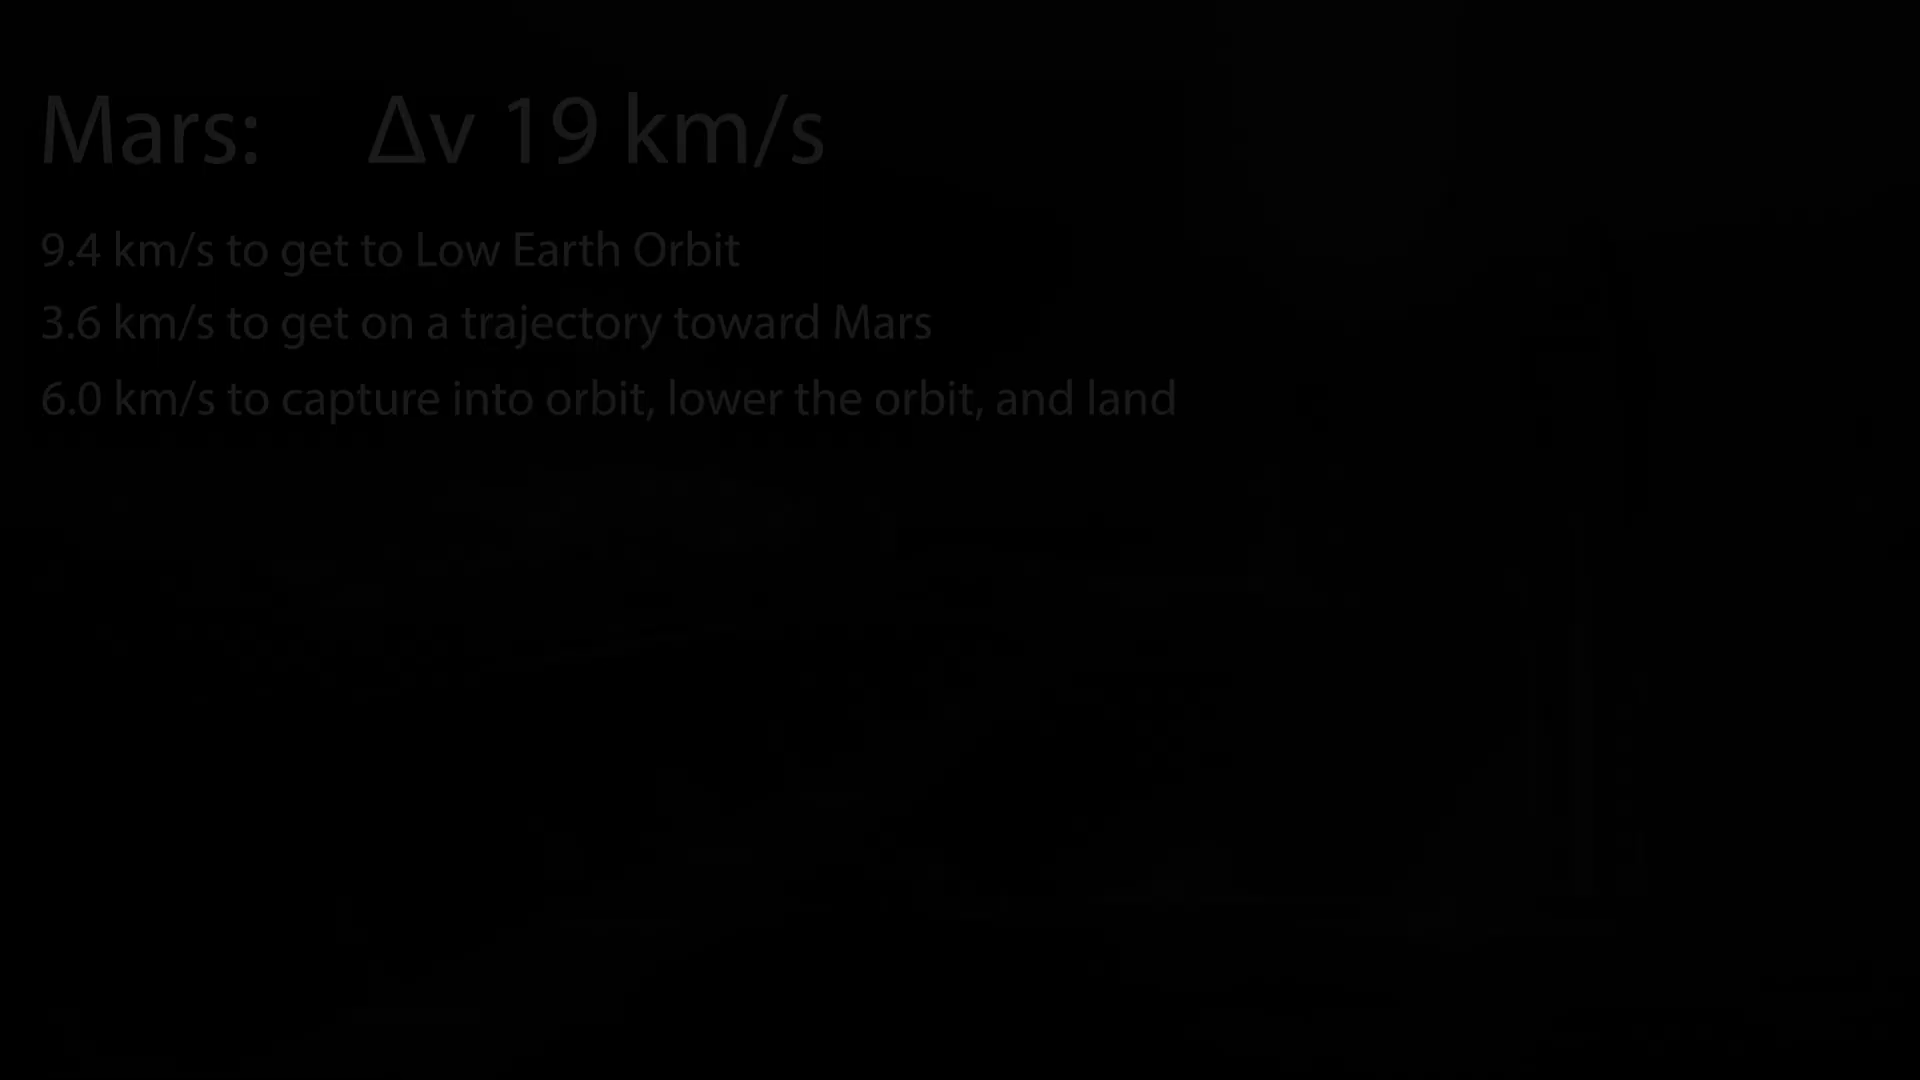 Mars: Δv 19 km/s
9.4 km/s to get to Low Earth Orbit
3.6 km/s to get on a trajectory toward Mars
6.0 km/s to capture into orbit, lower the orbit, and land